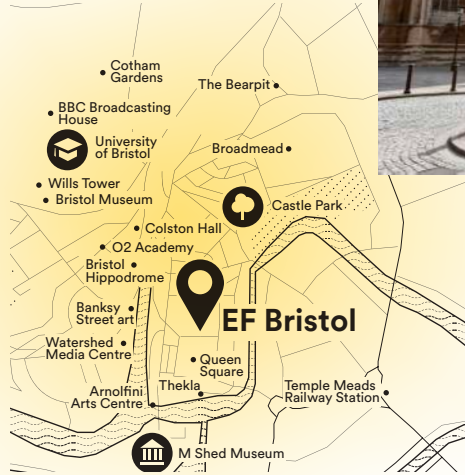 Cotham
Gardens
The Bearpit
BBC Broadcasting
House
University
of Bristol
Broadmead
Wills Tower
Bristol Museum
Castle Park
Colston Hall
O2 Academy
Bristol
Hippodrome
Banksy
Street art
EF Bristol
Watershed
Media Centre
Queen
Square
Thekla
Arnolfini
Arts Centre
Temple Meads
Railway Station
M Shed Museum